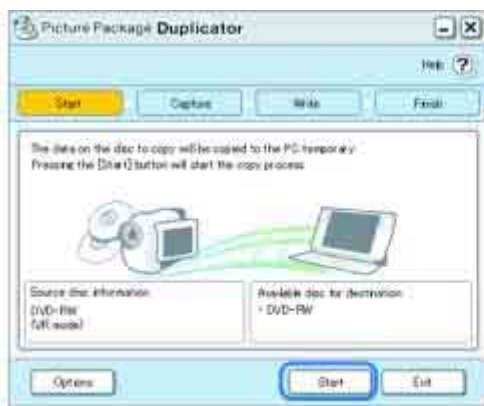 Picture Package Duplicator
Help ?
Start Capture Write Finish
The data on the disc to copy will be copied to the PC temporary.
Pressing the [Start] button will start the copy process.
Source disc information
DVD-RW
(VR mode)
Available disc for destination
- DVD-RW
Options Start Exit